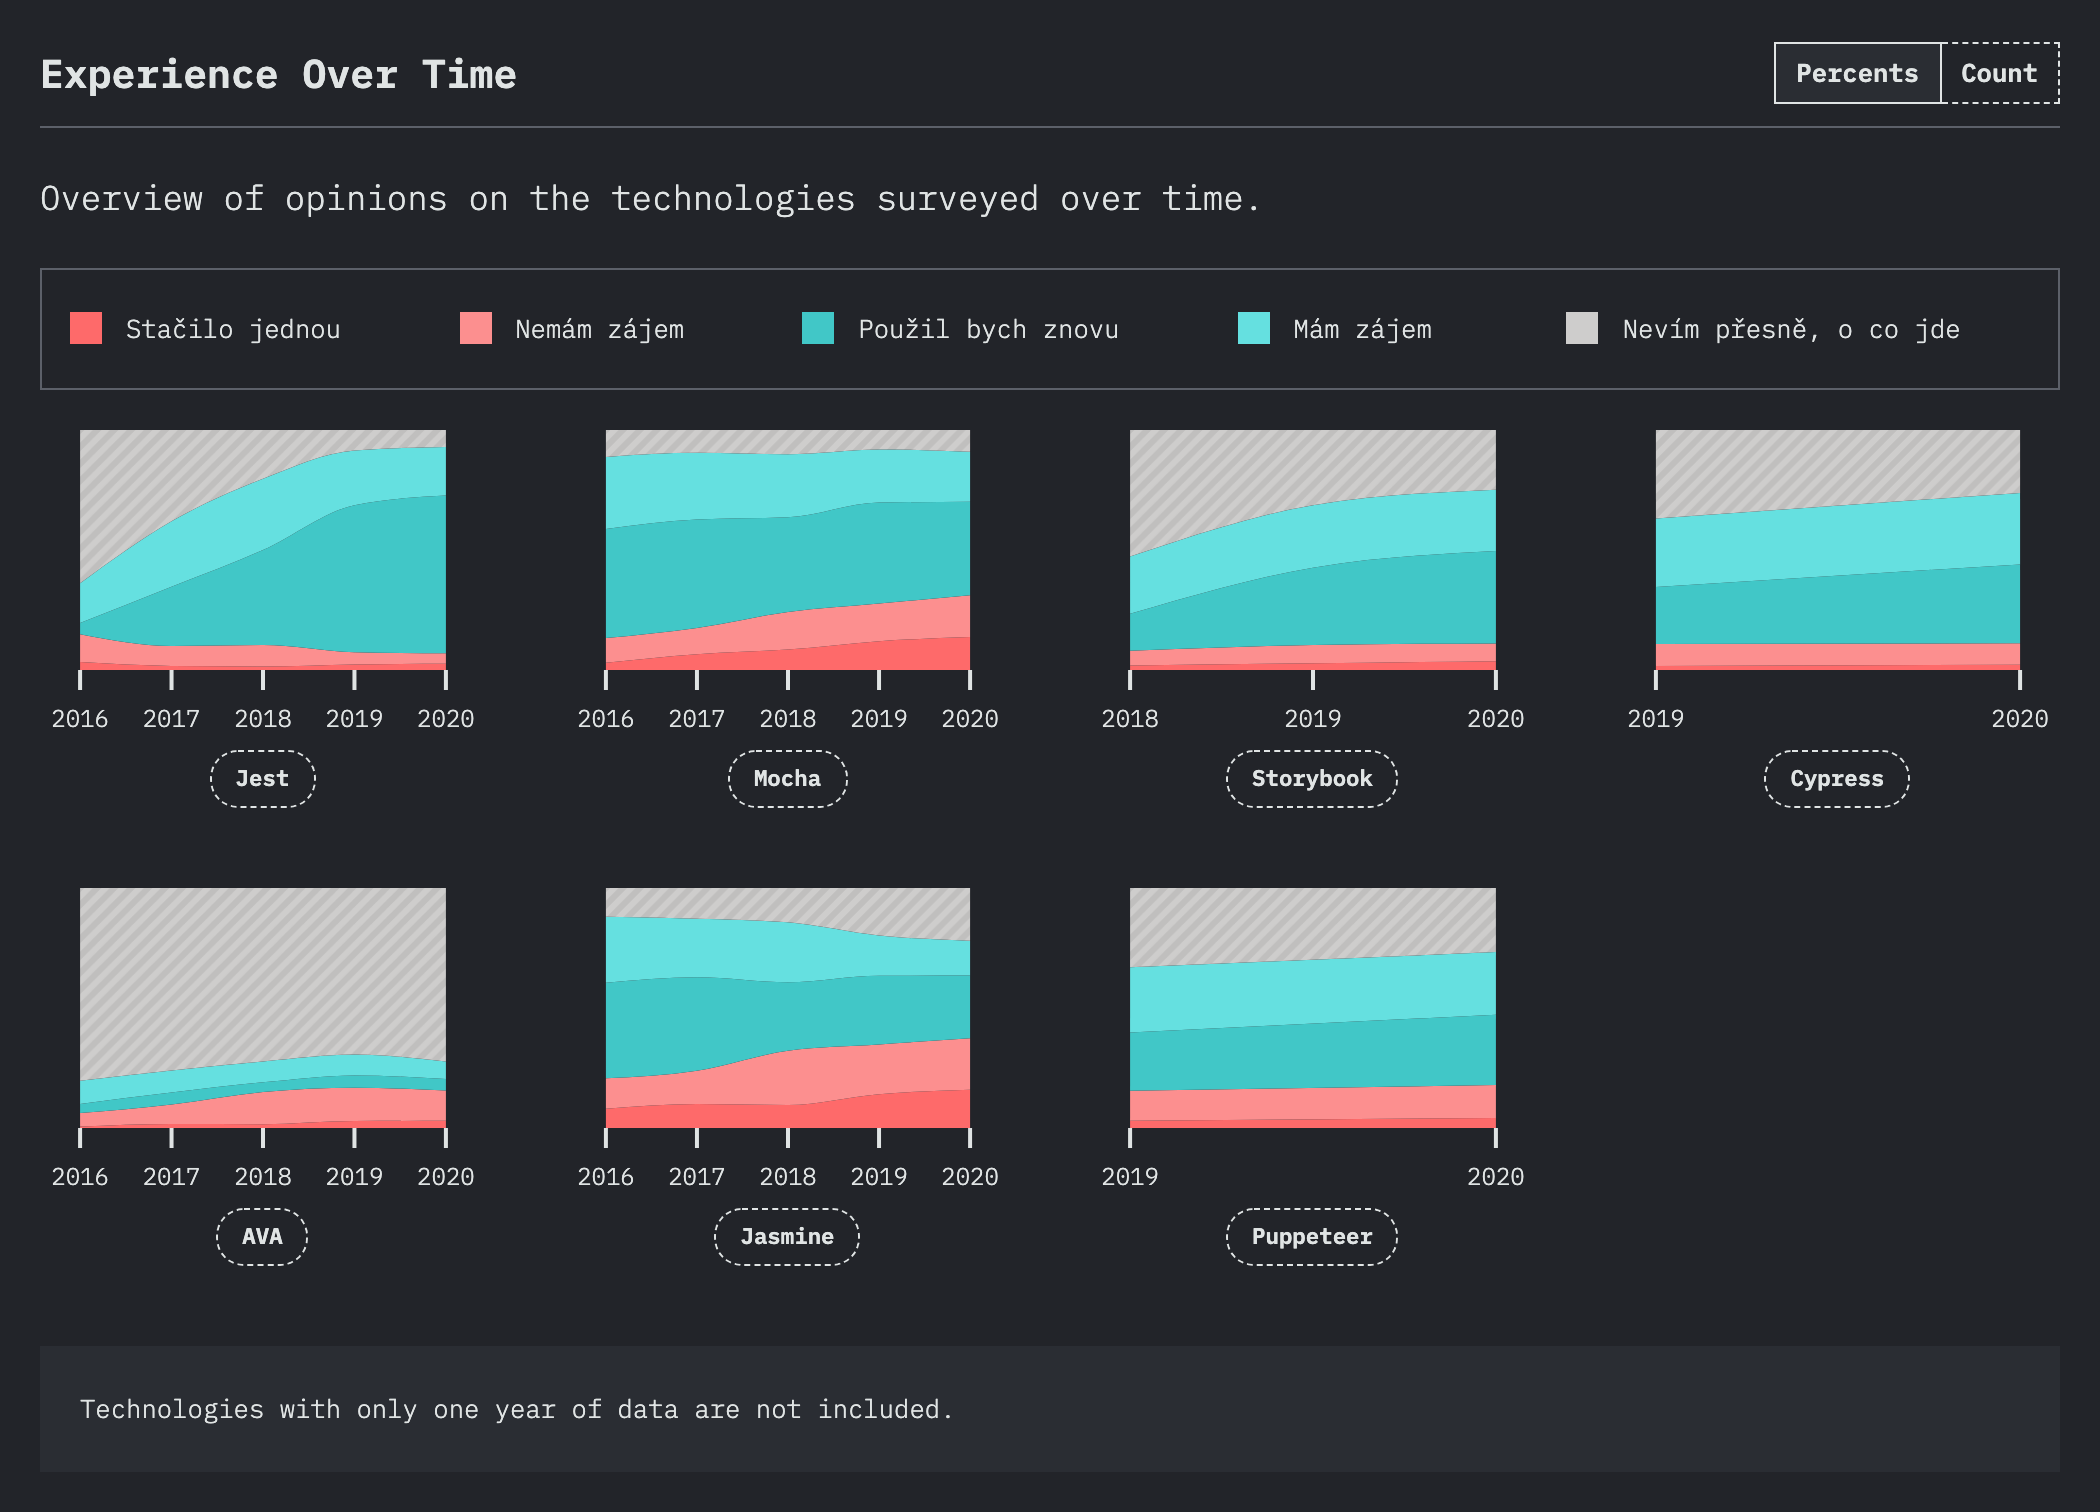 Experience Over Time
Percents Count
Overview of opinions on the technologies surveyed over time.
Stačilo jednou Nemám zájem Použil bych znovu Mám zájem Nevím přesně, o co jde
2016 2017 2018 2019 2020
Jest
2016 2017 2018 2019 2020
Mocha
2018 2019 2020
Storybook
2019 2020
Cypress
2016 2017 2018 2019 2020
AVA
2016 2017 2018 2019 2020
Jasmine
2019 2020
Puppeteer
Technologies with only one year of data are not included.